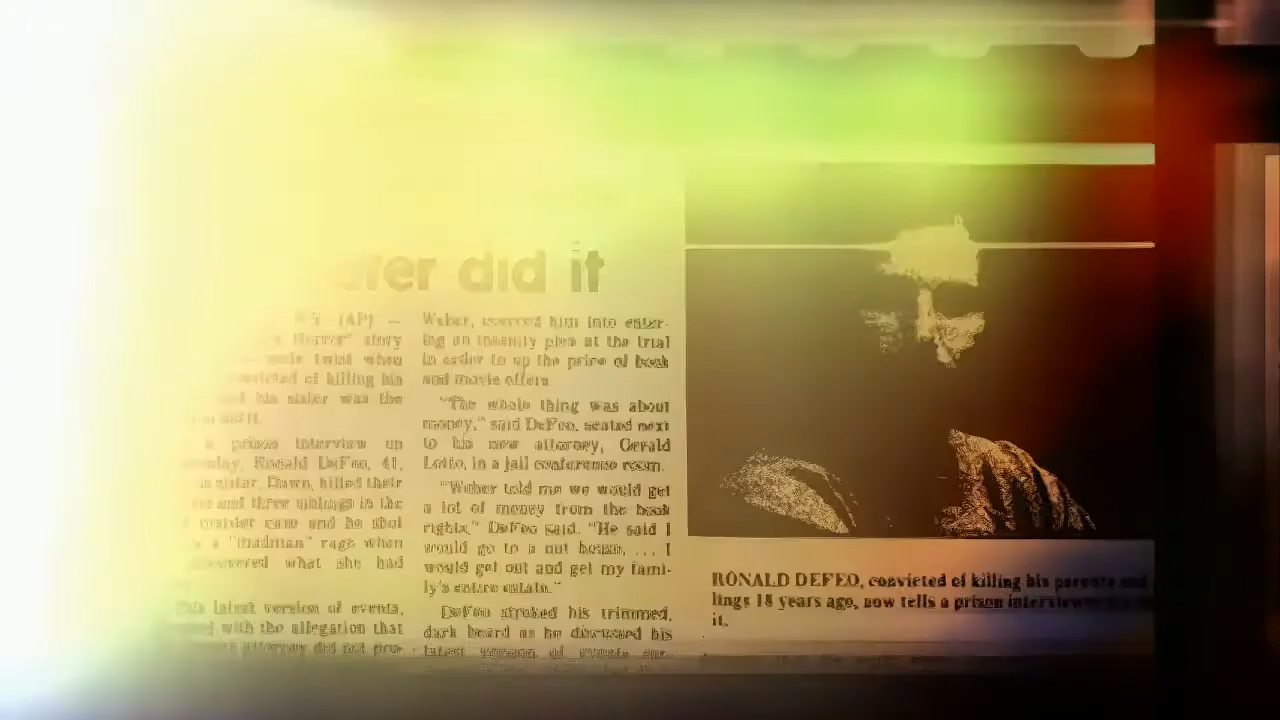 did it
(AP) —
Horror" story
twist when
convicted of killing his
and his sister was the
did it.
a prison interview on
Ronald DeFeo, 41,
sister, Dawn, killed their
and three siblings in the
murder case and he shot
a "madman" rage when
discovered what she had
This latest version of events,
with the allegation that
attorney did not pro-
Weber, coerced him into enter-
ing an insanity plea at the trial
in order to up the price of book
and movie offers.
"The whole thing was about
money," said DeFeo, seated next
to his new attorney, Gerald
Lotto, in a jail conference room.
"Weber told me we would get
a lot of money from the book
rights," DeFeo said. "He said I
would go to a nut house, ... I
would get out and get my fami-
ly's entire estate."
DeFeo stroked his trimmed,
dark beard as he discussed his
latest version of events
RONALD DEFEO, convicted of killing his parents and
lings 18 years ago, now tells a prison interviewer
it.